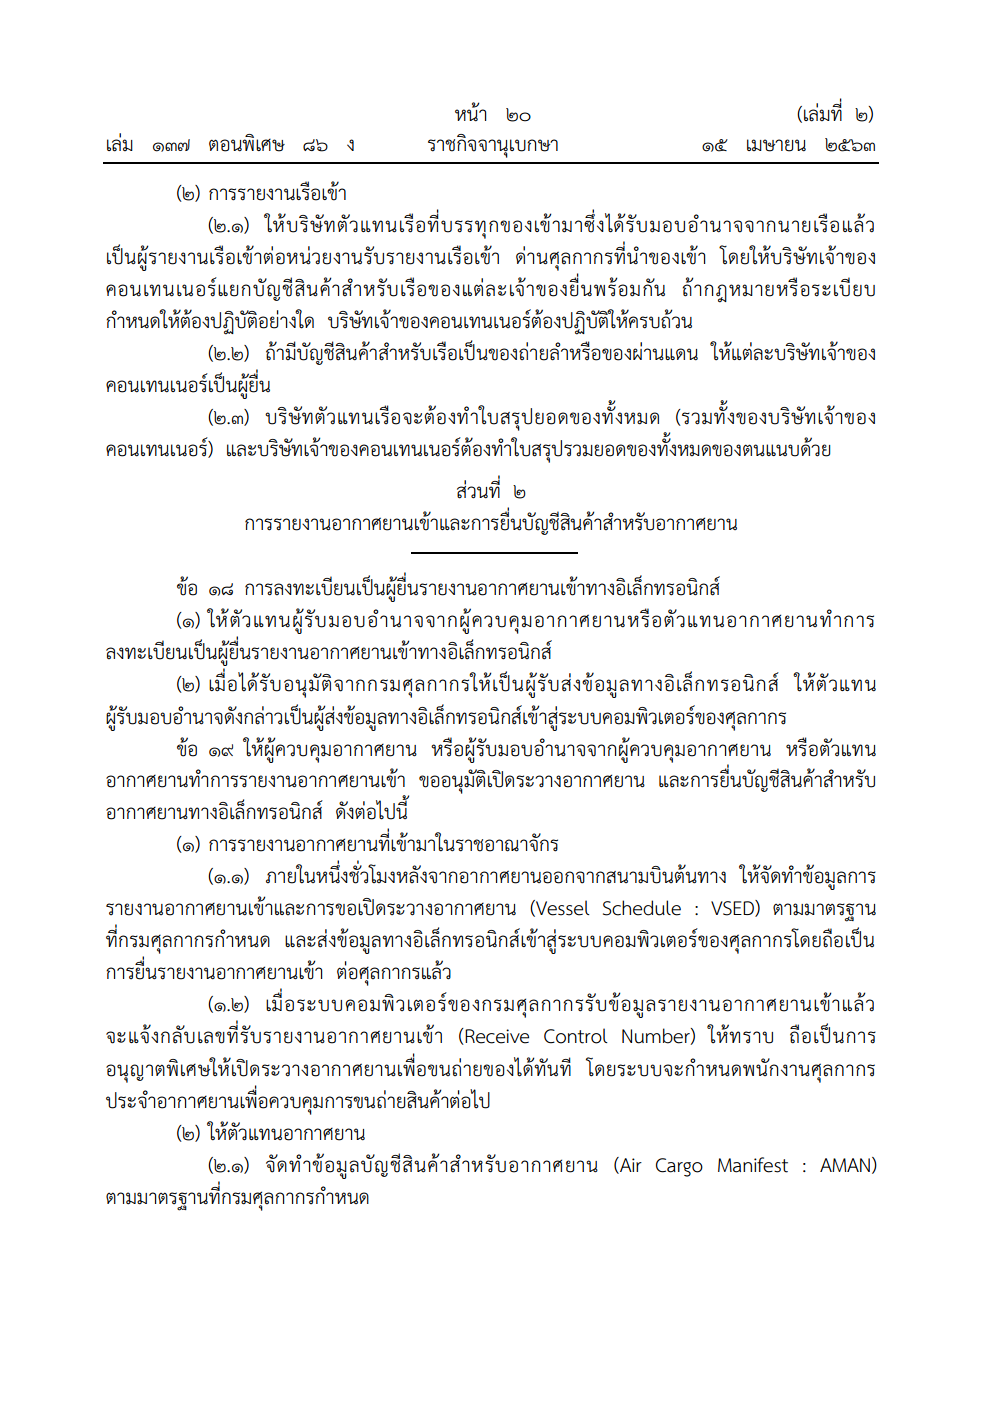 หน้า ๒๐
(เล่มที่ ๒)
เล่ม ๑๓๗ ตอนพิเศษ ๘๖ ง ราชกิจจานุเบกษา ๑๕ เมษายน ๒๕๖๓
(๒) การรายงานเรือเข้า
(๒.๑) ให้บริษัทตัวแทนเรือที่บรรทุกของเข้ามาซึ่งได้รับมอบอำนาจจากนายเรือแล้ว
เป็นผู้รายงานเรือเข้าต่อหน่วยงานรับรายงานเรือเข้า ด่านศุลกากรที่นำของเข้า โดยให้บริษัทเจ้าของ
คอนเทนเนอร์แยกบัญชีสินค้าสำหรับเรือของแต่ละเจ้าของยื่นพร้อมกัน ถ้ากฎหมายหรือระเบียบ
กำหนดให้ต้องปฏิบัติอย่างใด บริษัทเจ้าของคอนเทนเนอร์ต้องปฏิบัติให้ครบถ้วน
(๒.๒) ถ้ามีบัญชีสินค้าสำหรับเรือเป็นของถ่ายลำหรือของผ่านแดน ให้แต่ละบริษัทเจ้าของ
คอนเทนเนอร์เป็นผู้ยื่น
(๒.๓) บริษัทตัวแทนเรือจะต้องทำใบสรุปยอดของทั้งหมด (รวมทั้งของบริษัทเจ้าของ
คอนเทนเนอร์) และบริษัทเจ้าของคอนเทนเนอร์ต้องทำใบสรุปรวมยอดของทั้งหมดของตนแนบด้วย
ส่วนที่ ๒
การรายงานอากาศยานเข้าและการยื่นบัญชีสินค้าสำหรับอากาศยาน
ข้อ ๑๘ การลงทะเบียนเป็นผู้ยื่นรายงานอากาศยานเข้าทางอิเล็กทรอนิกส์
(๑) ให้ตัวแทนผู้รับมอบอำนาจจากผู้ควบคุมอากาศยานหรือตัวแทนอากาศยานทำการ
ลงทะเบียนเป็นผู้ยื่นรายงานอากาศยานเข้าทางอิเล็กทรอนิกส์
(๒) เมื่อได้รับอนุมัติจากกรมศุลกากรให้เป็นผู้รับส่งข้อมูลทางอิเล็กทรอนิกส์ ให้ตัวแทน
ผู้รับมอบอำนาจดังกล่าวเป็นผู้ส่งข้อมูลทางอิเล็กทรอนิกส์เข้าสู่ระบบคอมพิวเตอร์ของศุลกากร
ข้อ ๑๙ ให้ผู้ควบคุมอากาศยาน หรือผู้รับมอบอำนาจจากผู้ควบคุมอากาศยาน หรือตัวแทน
อากาศยานทำการรายงานอากาศยานเข้า ขออนุมัติเปิดระวางอากาศยาน และการยื่นบัญชีสินค้าสำหรับ
อากาศยานทางอิเล็กทรอนิกส์ ดังต่อไปนี้
(๑) การรายงานอากาศยานที่เข้ามาในราชอาณาจักร
(๑.๑) ภายในหนึ่งชั่วโมงหลังจากอากาศยานออกจากสนามบินต้นทาง ให้จัดทำข้อมูลการ
รายงานอากาศยานเข้าและการขอเปิดระวางอากาศยาน (Vessel Schedule : VSED) ตามมาตรฐาน
ที่กรมศุลกากรกำหนด และส่งข้อมูลทางอิเล็กทรอนิกส์เข้าสู่ระบบคอมพิวเตอร์ของศุลกากรโดยถือเป็น
การยื่นรายงานอากาศยานเข้า ต่อศุลกากรแล้ว
(๑.๒) เมื่อระบบคอมพิวเตอร์ของกรมศุลกากรรับข้อมูลรายงานอากาศยานเข้าแล้ว
จะแจ้งกลับเลขที่รับรายงานอากาศยานเข้า (Receive Control Number) ให้ทราบ ถือเป็นการ
อนุญาตพิเศษให้เปิดระวางอากาศยานเพื่อขนถ่ายของได้ทันที โดยระบบจะกำหนดพนักงานศุลกากร
ประจำอากาศยานเพื่อควบคุมการขนถ่ายสินค้าต่อไป
(๒) ให้ตัวแทนอากาศยาน
(๒.๑) จัดทำข้อมูลบัญชีสินค้าสำหรับอากาศยาน (Air Cargo Manifest : AMAN)
ตามมาตรฐานที่กรมศุลกากรกำหนด